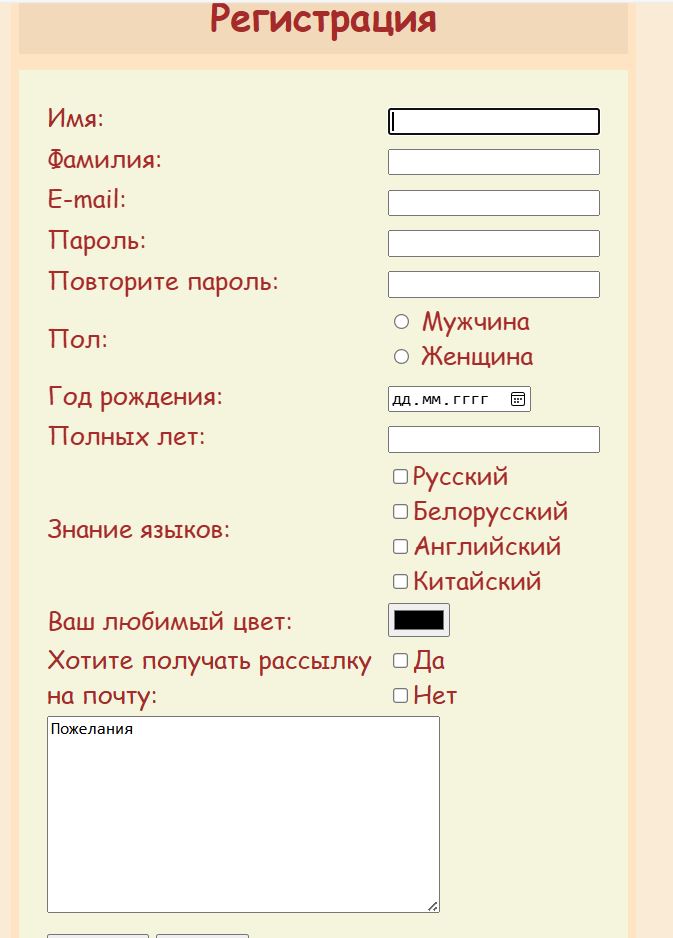 Регистрация
Имя:
Фамилия:
E-mail:
Пароль:
Повторите пароль:
Пол:
Мужчина
Женщина
Год рождения:
дд.мм.гггг
Полных лет:
Знание языков:
Русский
Белорусский
Английский
Китайский
Ваш любимый цвет:
Хотите получать рассылку
на почту:
Да
Нет
Пожелания